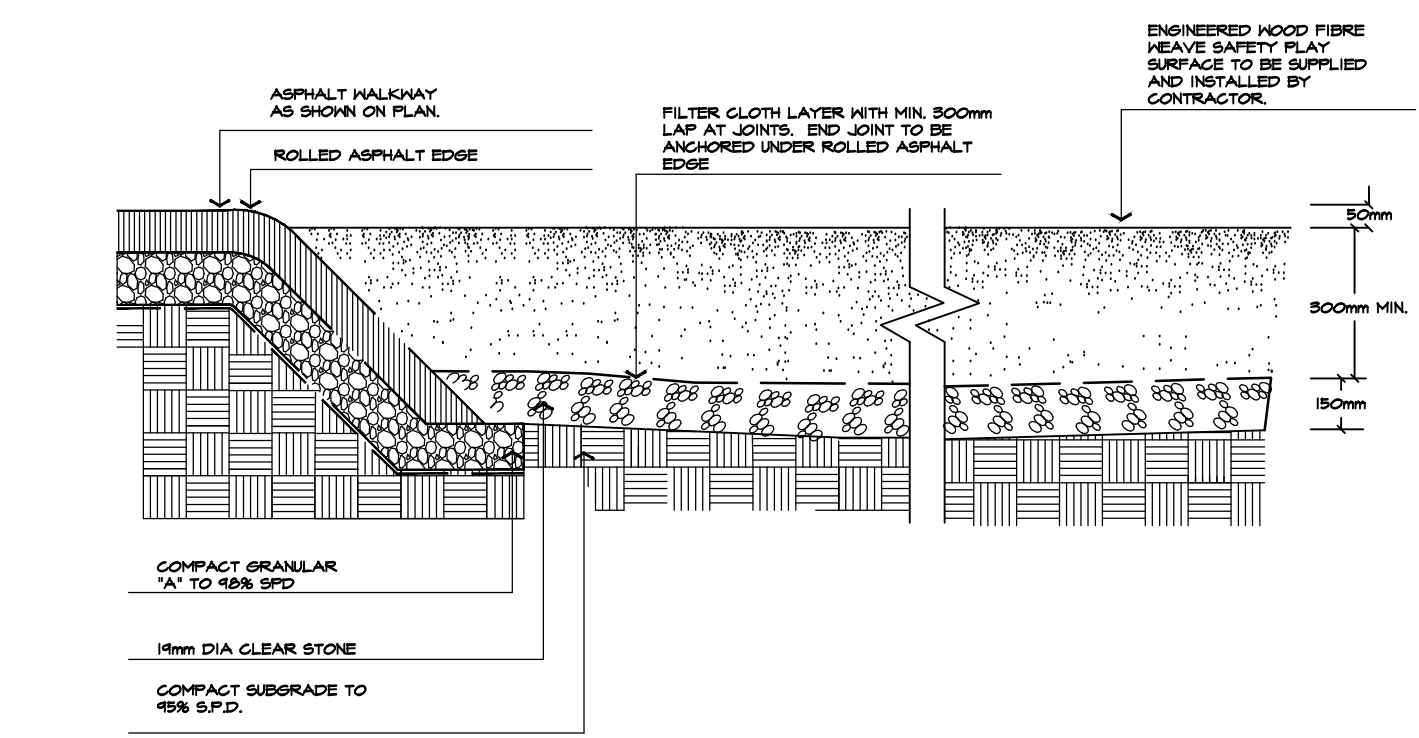 ENGINEERED WOOD FIBRE
WEAVE SAFETY PLAY
SURFACE TO BE SUPPLIED
AND INSTALLED BY
CONTRACTOR.
ASPHALT WALKWAY
AS SHOWN ON PLAN.
ROLLED ASPHALT EDGE
FILTER CLOTH LAYER WITH MIN. 300mm
LAP AT JOINTS. END JOINT TO BE
ANCHORED UNDER ROLLED ASPHALT
EDGE
50mm
300mm MIN.
150mm
COMPACT GRANULAR
"A" TO 98% SPD
19mm DIA CLEAR STONE
COMPACT SUBGRADE TO
95% S.P.D.